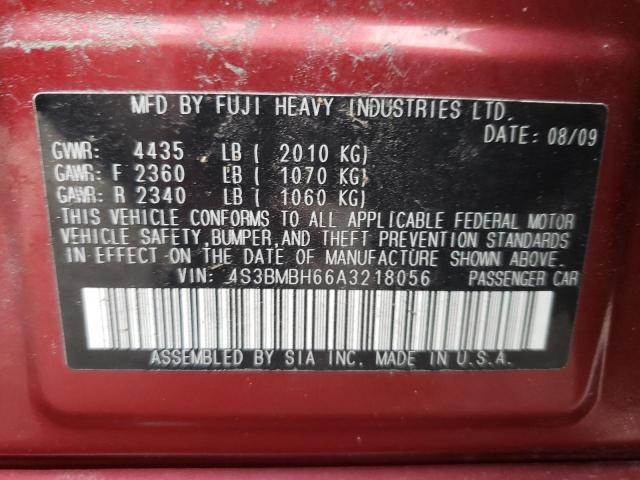 MFD BY FUJI HEAVY INDUSTRIES LTD.
DATE: 08/09
GVWR: 4435 LB ( 2010 KG)
GAWR: F 2360 LB ( 1070 KG)
GAWR: R 2340 LB ( 1060 KG)
THIS VEHICLE CONFORMS TO ALL APPLICABLE FEDERAL MOTOR
VEHICLE SAFETY, BUMPER, AND THEFT PREVENTION STANDARDS
IN EFFECT ON THE DATE OF MANUFACTURE SHOWN ABOVE.
VIN: 4S3BMBH66A3218056 PASSENGER CAR
ASSEMBLED BY SIA INC. MADE IN U.S.A.